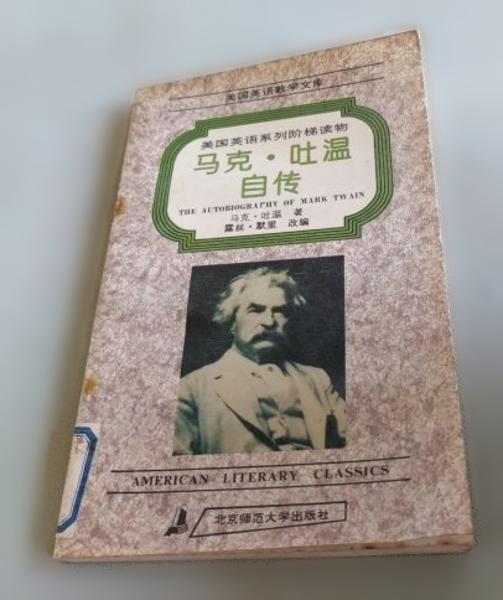 美国英语教学文库
美国英语系列阶梯读物
马克·吐温
自传
THE AUTOBIOGRAPHY OF MARK TWAIN
马克·吐温 著
露丝·默里 改编
AMERICAN LITERARY CLASSICS
北京师范大学出版社